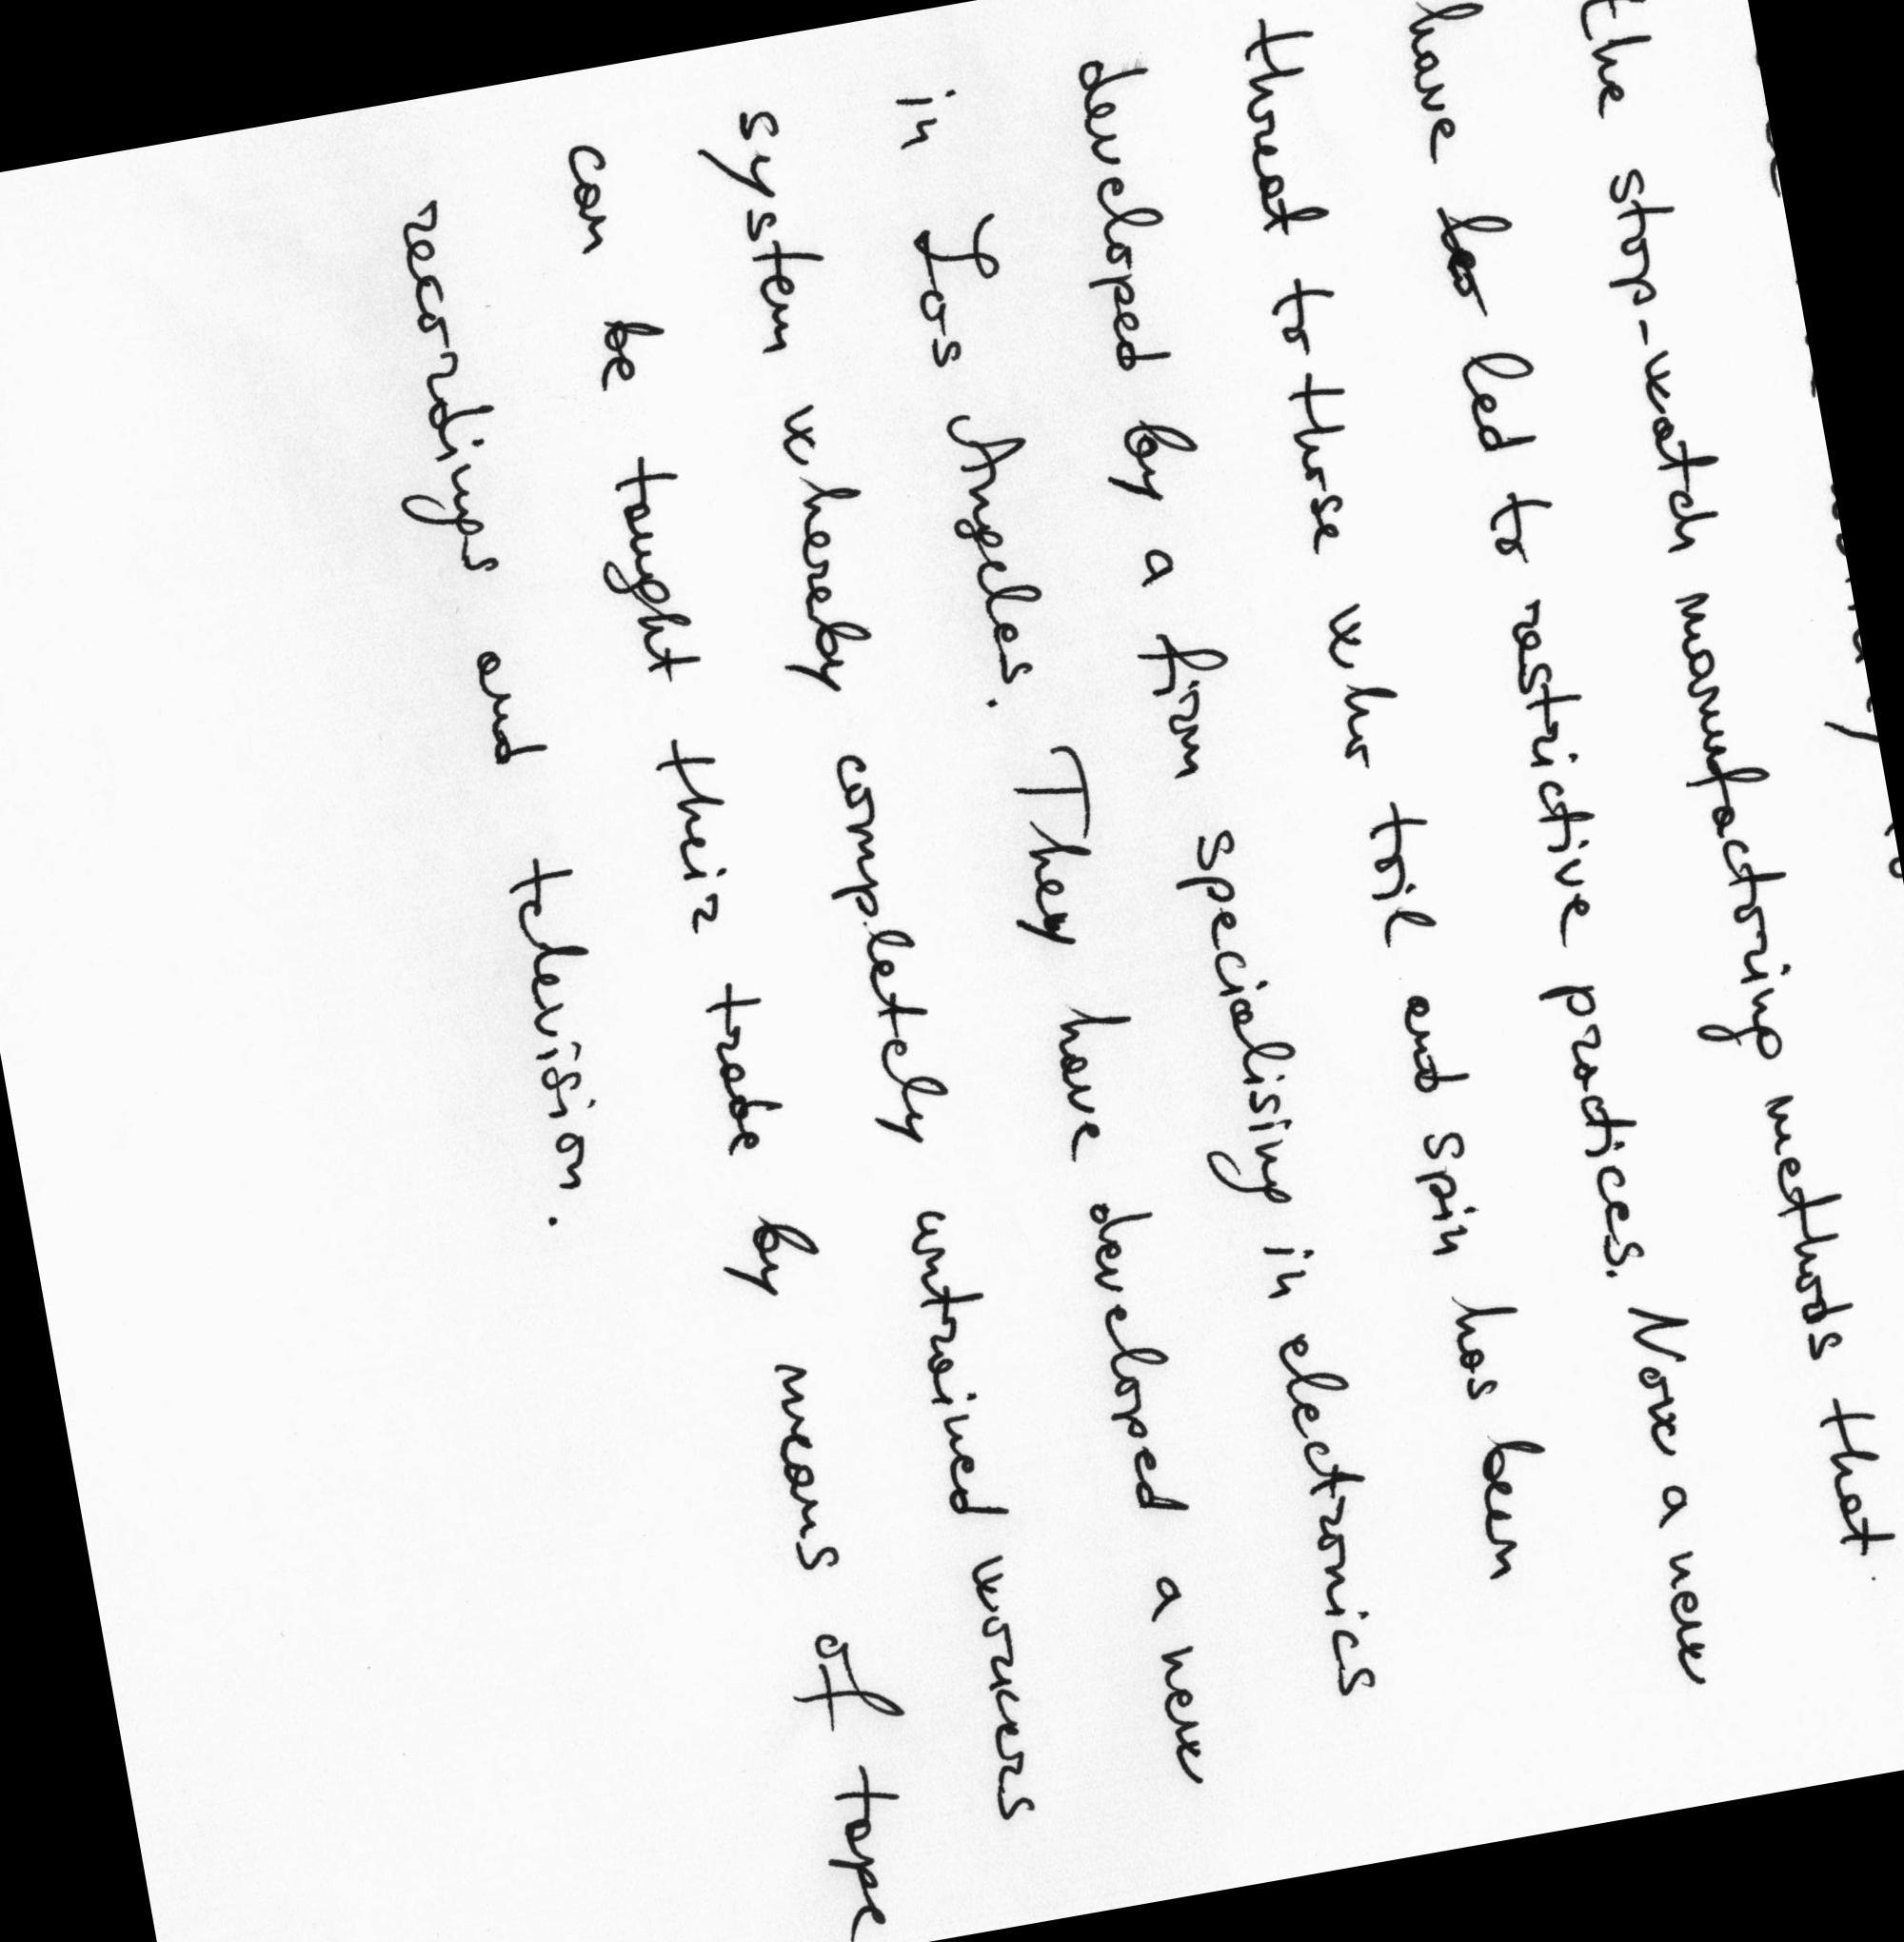 the stop-watch manufactoring methods that
have led to restrictive practices. Now a new
threat to those who toil and spin has been
developed by a firm specialising in electronics
in Los Angeles. They have developed a new
system whereby completely untrained workers
can be taught their trade by means of tape
recordings and television.